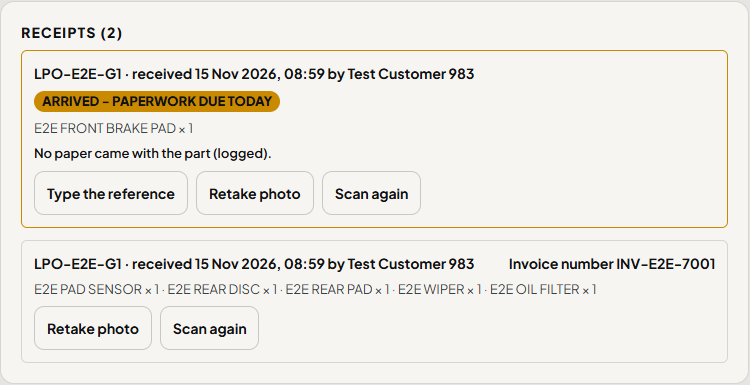 RECEIPTS (2)
LPO-E2E-G1 · received 15 Nov 2026, 08:59 by Test Customer 983
ARRIVED – PAPERWORK DUE TODAY
E2E FRONT BRAKE PAD × 1
No paper came with the part (logged).
Type the reference Retake photo Scan again
LPO-E2E-G1 · received 15 Nov 2026, 08:59 by Test Customer 983 Invoice number INV-E2E-7001
E2E PAD SENSOR × 1 · E2E REAR DISC × 1 · E2E REAR PAD × 1 · E2E WIPER × 1 · E2E OIL FILTER × 1
Retake photo Scan again